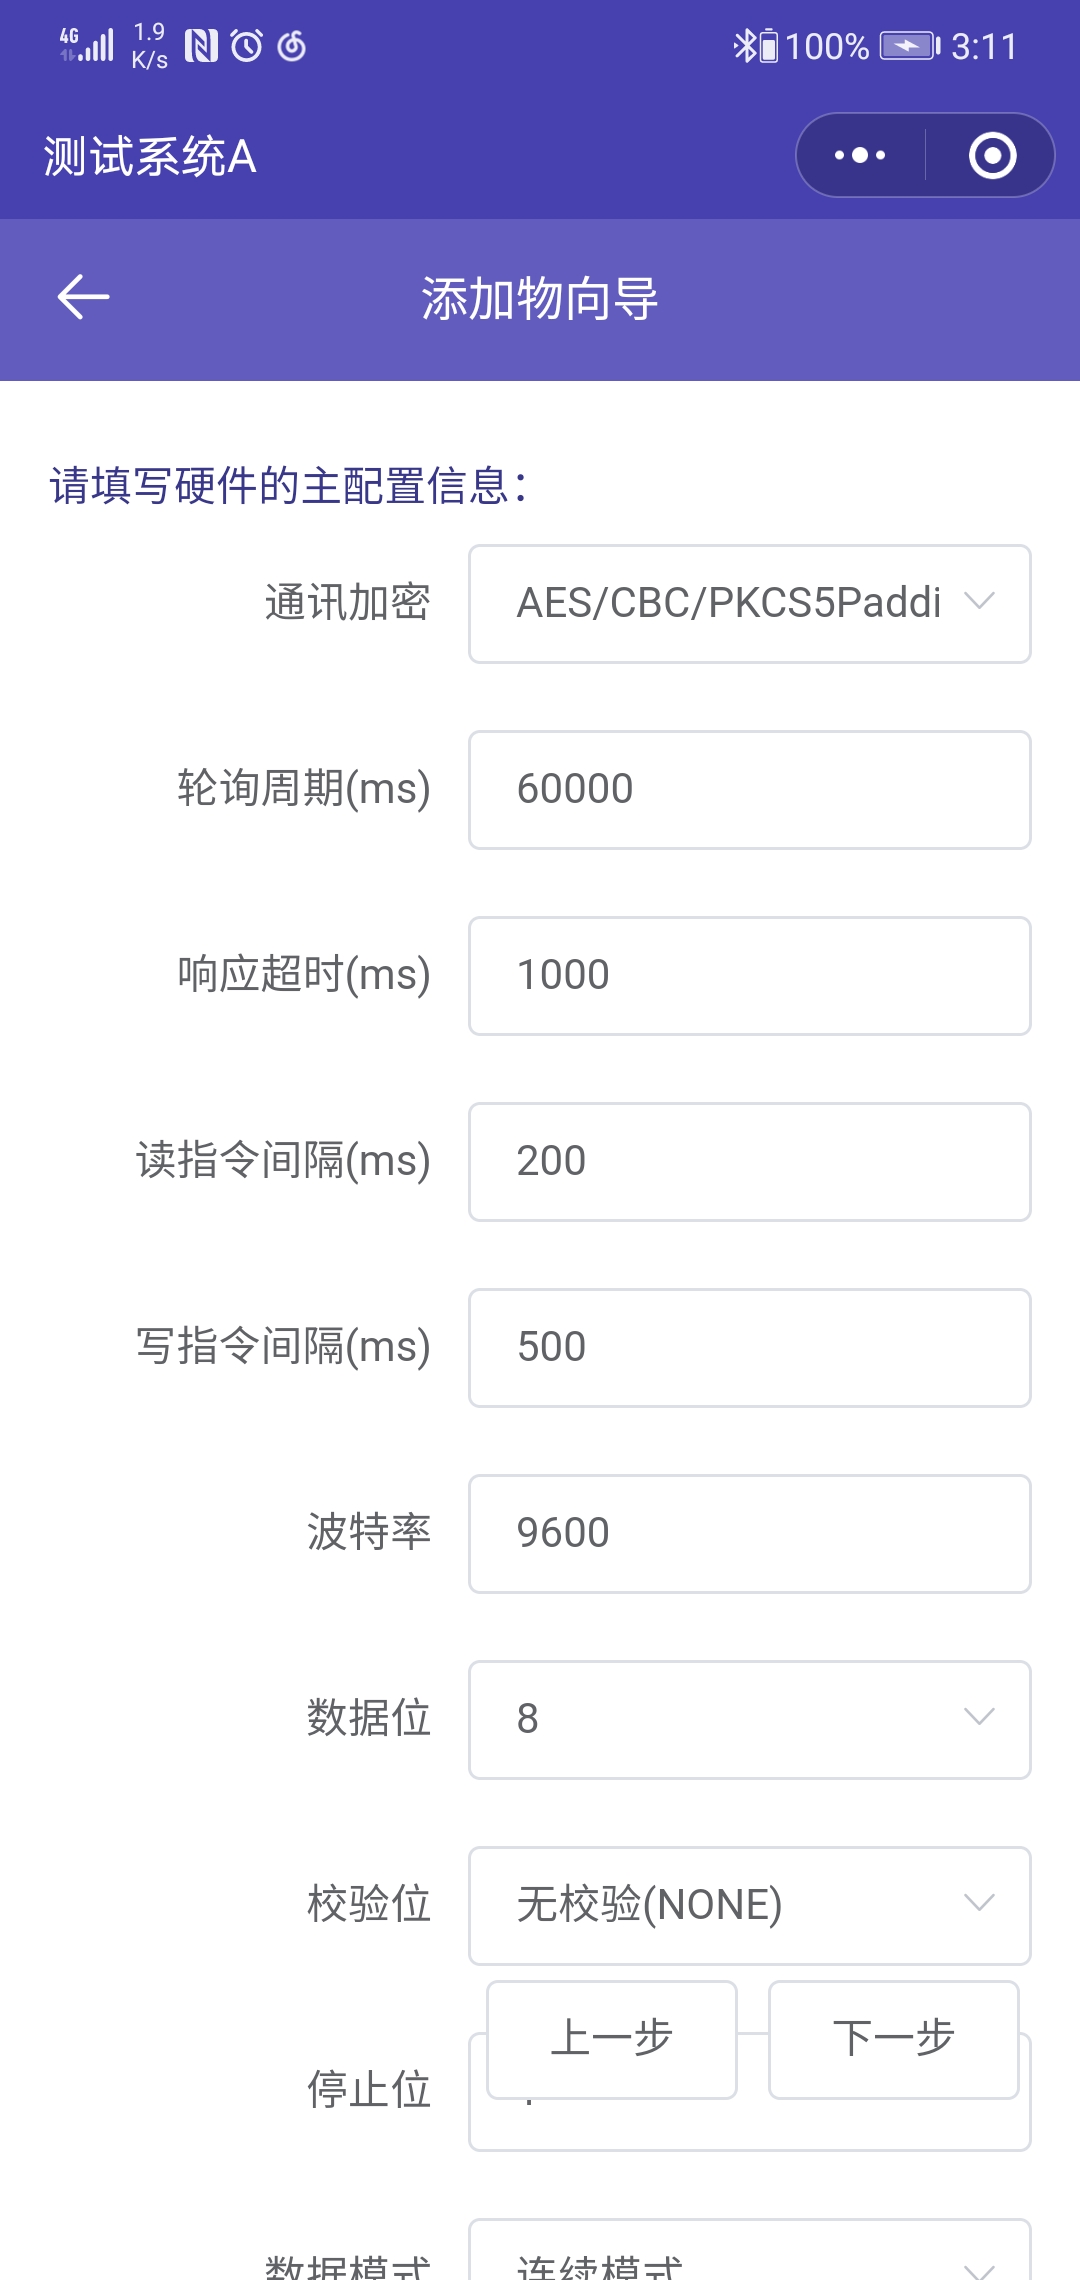 4G 1.9 K/s 100% 3:11
测试系统A
添加物向导
请填写硬件的主配置信息：
通讯加密 AES/CBC/PKCS5Paddi
轮询周期(ms) 60000
响应超时(ms) 1000
读指令间隔(ms) 200
写指令间隔(ms) 500
波特率 9600
数据位 8
校验位 无校验(NONE)
上一步 下一步
停止位
数据模式 连续模式